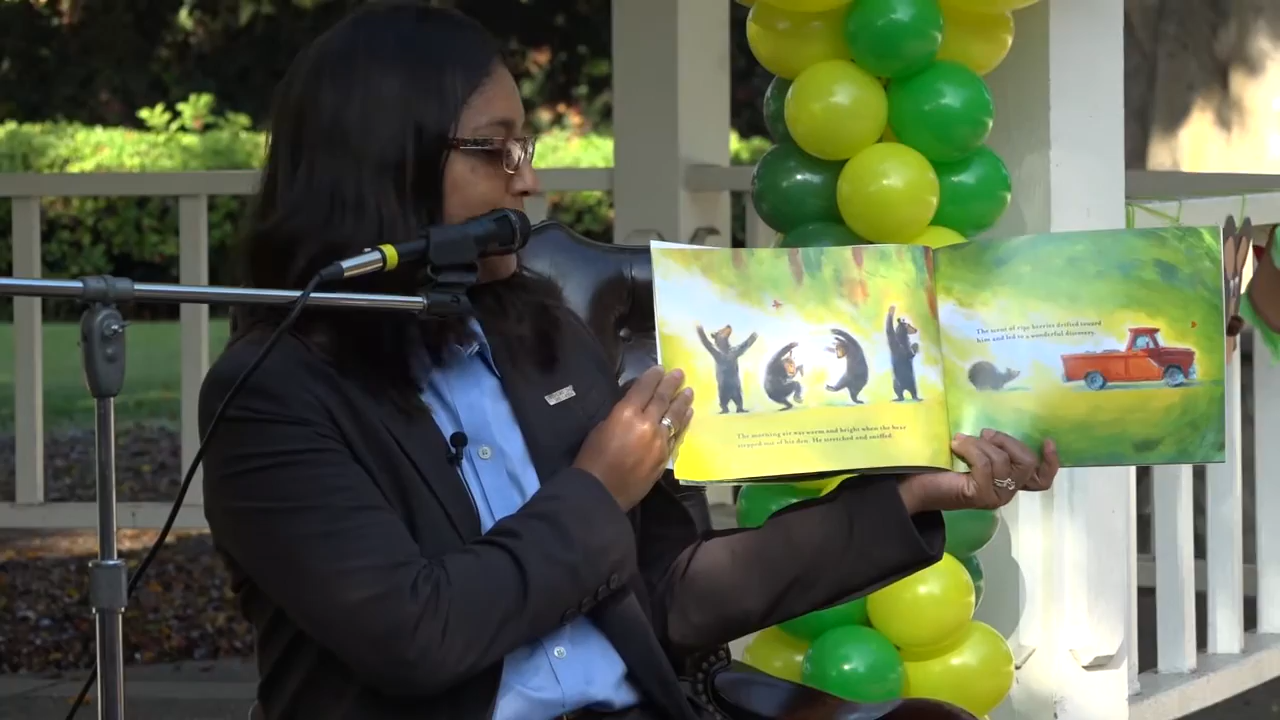 The morning air was warm and bright when the bear
stepped out of his den. He stretched and sniffed.
The scent of ripe berries drifted toward
him and led to a wonderful discovery.